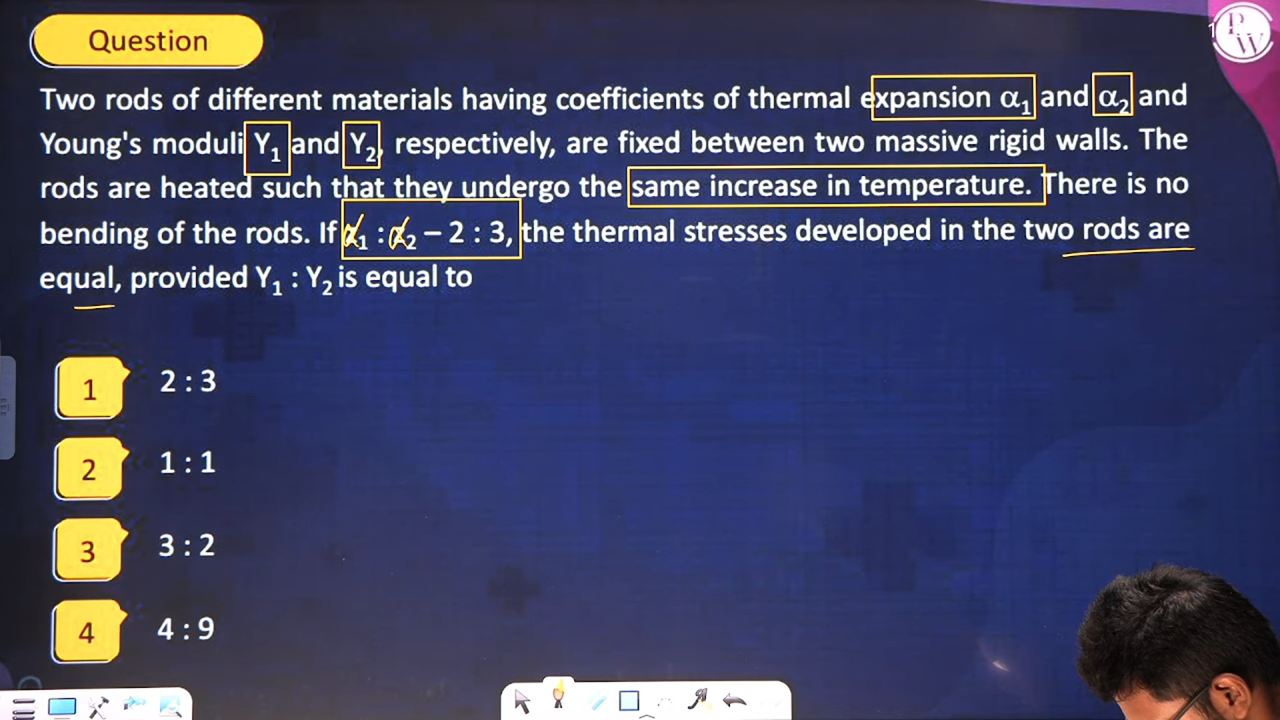 Question
Two rods of different materials having coefficients of thermal expansion α₁ and α₂ and
Young's moduli Y₁ and Y₂, respectively, are fixed between two massive rigid walls. The
rods are heated such that they undergo the same increase in temperature. There is no
bending of the rods. If α₁ : α₂ – 2 : 3, the thermal stresses developed in the two rods are
equal, provided Y₁ : Y₂ is equal to
1 2 : 3
2 1 : 1
3 3 : 2
4 4 : 9
PW